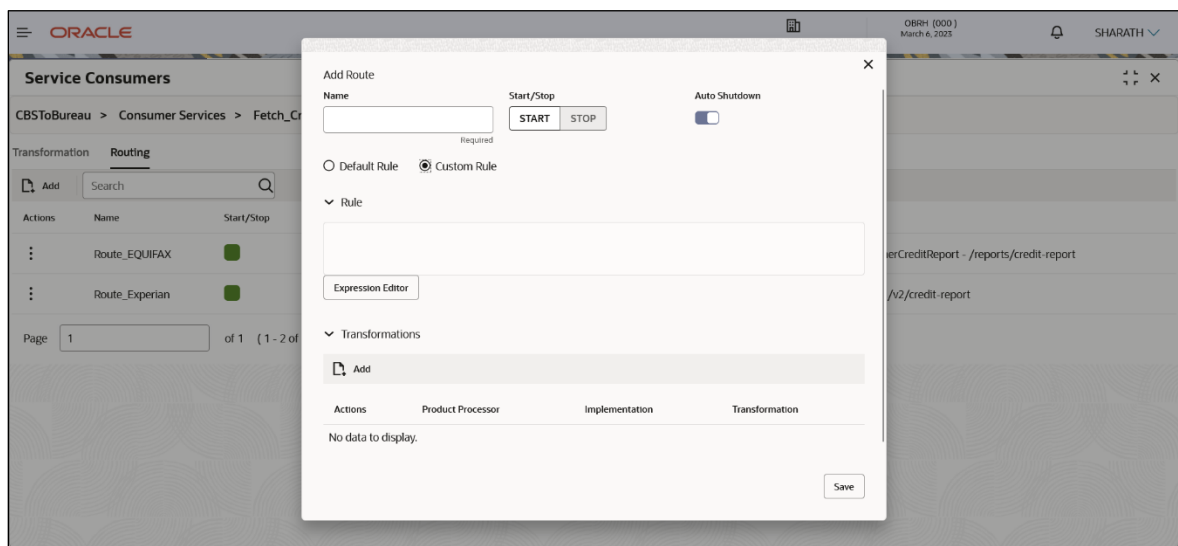 ORACLE
OBRH (000)
March 6, 2023
SHARATH
Service Consumers
CBSToBureau > Consumer Services > Fetch_Cr
Transformation Routing
Add Search
Actions Name Start/Stop
Route_EQUIFAX
erCreditReport - /reports/credit-report
Route_Experian
/v2/credit-report
Page 1 of 1 (1 - 2 of
Add Route
Name Start/Stop Auto Shutdown
START STOP
Required
Default Rule Custom Rule
Rule
Expression Editor
Transformations
Add
Actions Product Processor Implementation Transformation
No data to display.
Save